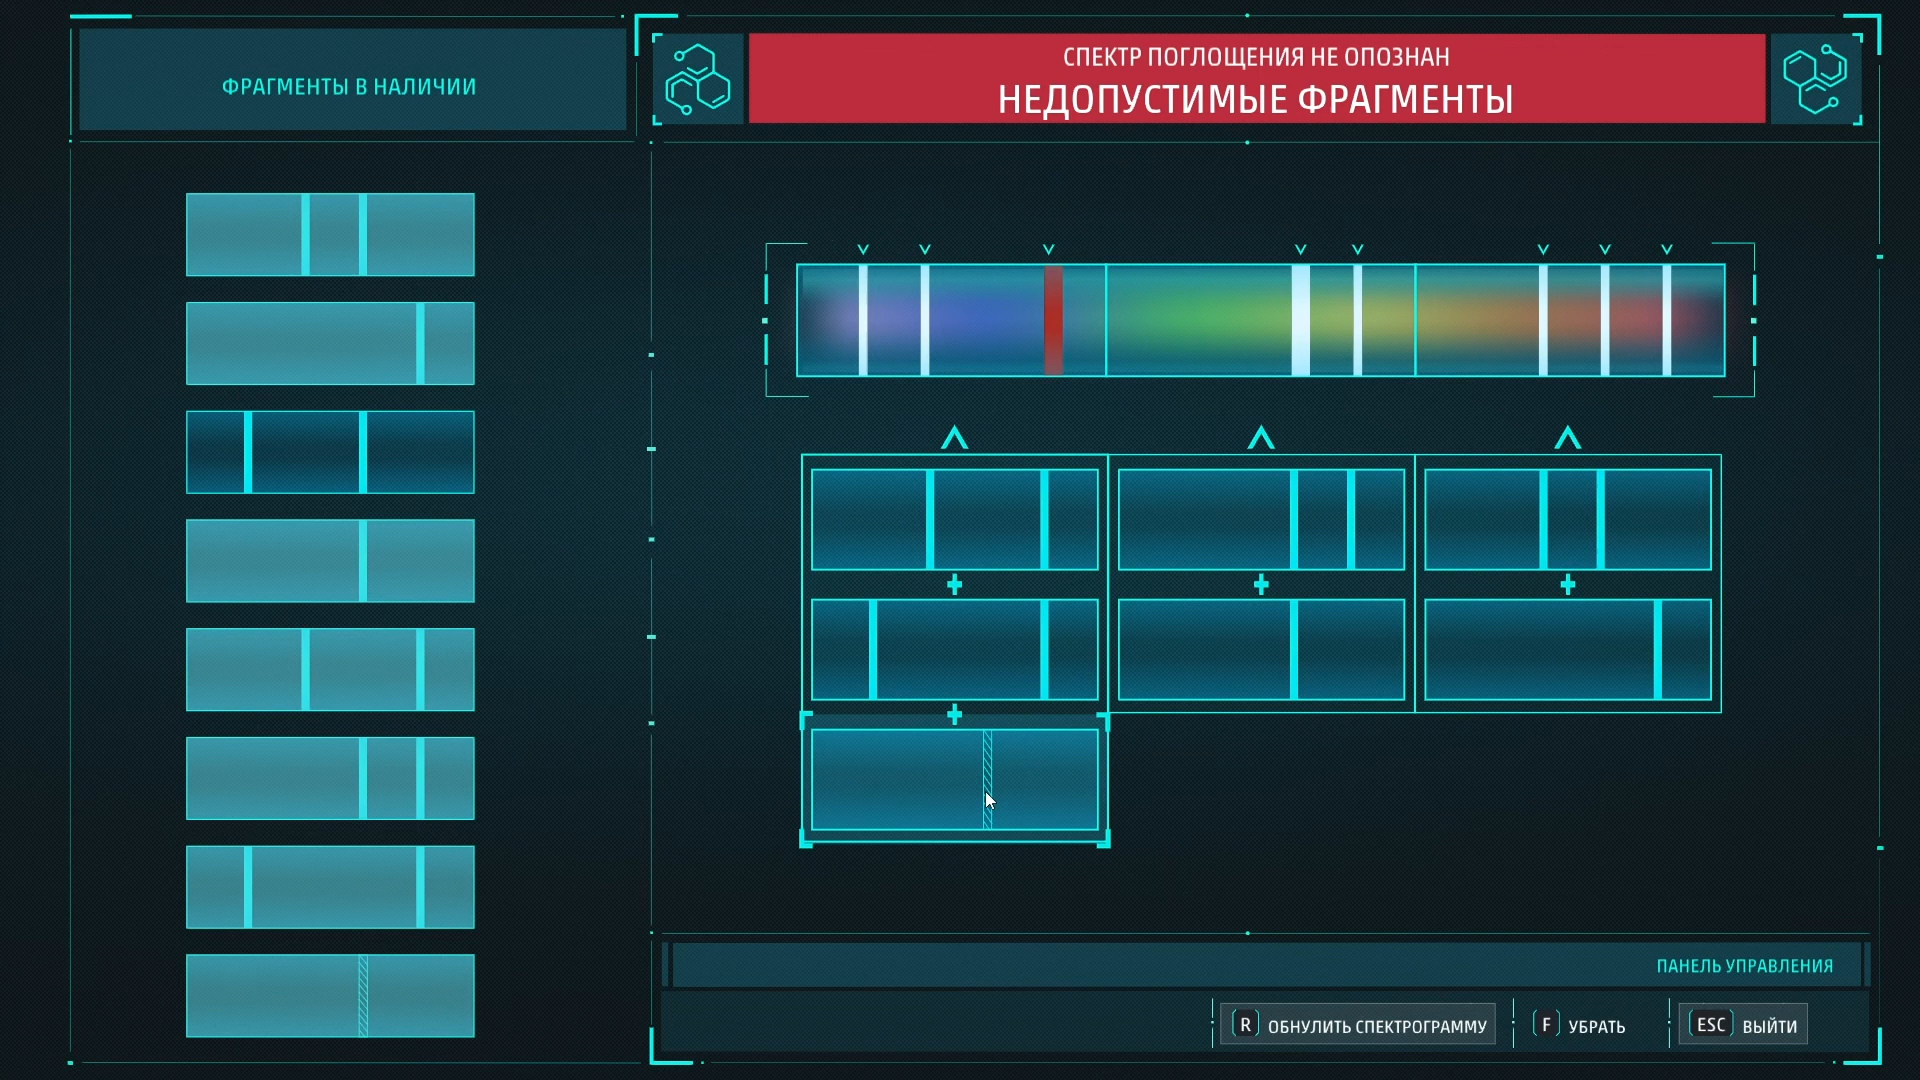 ФРАГМЕНТЫ В НАЛИЧИИ
СПЕКТР ПОГЛОЩЕНИЯ НЕ ОПОЗНАН
НЕДОПУСТИМЫЕ ФРАГМЕНТЫ
ПАНЕЛЬ УПРАВЛЕНИЯ
R ОБНУЛИТЬ СПЕКТРОГРАММУ
F УБРАТЬ
ESC ВЫЙТИ